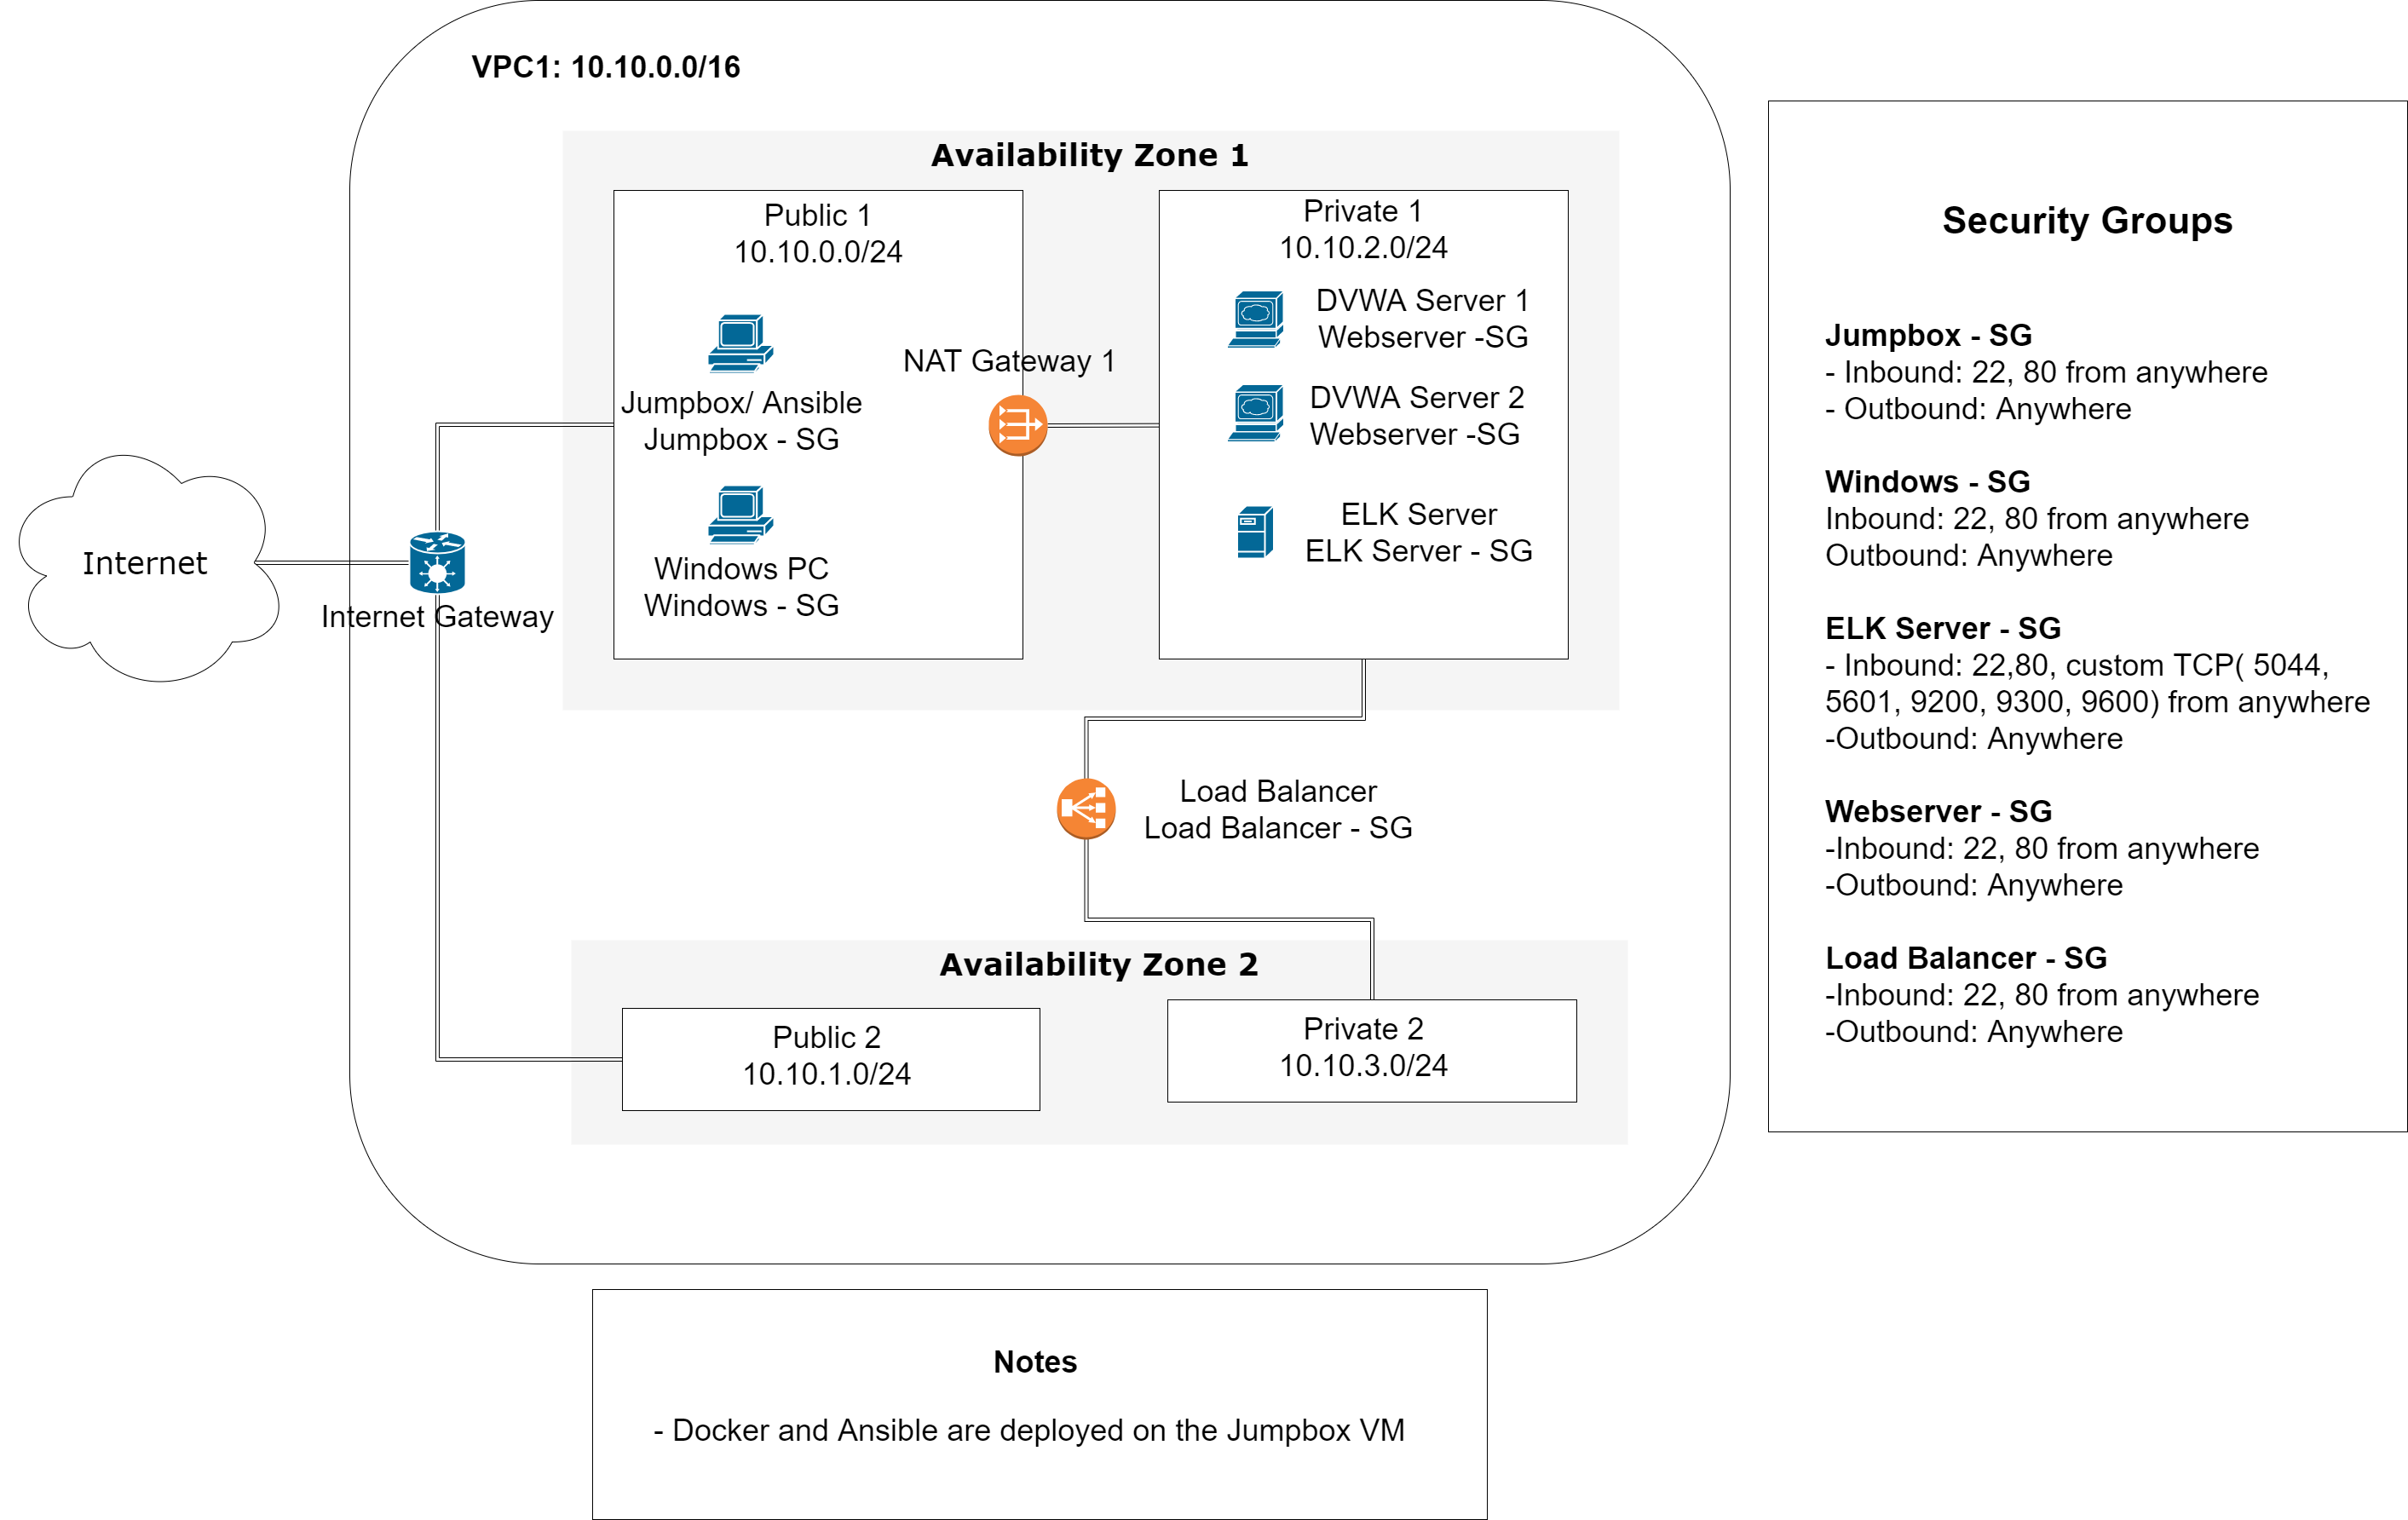 VPC1: 10.10.0.0/16
Availability Zone 1
Public 1
10.10.0.0/24
Jumpbox/ Ansible
Jumpbox - SG
Windows PC
Windows - SG
NAT Gateway 1
Private 1
10.10.2.0/24
DVWA Server 1
Webserver -SG
DVWA Server 2
Webserver -SG
ELK Server
ELK Server - SG
Internet
Internet Gateway
Load Balancer
Load Balancer - SG
Availability Zone 2
Public 2
10.10.1.0/24
Private 2
10.10.3.0/24
Security Groups
Jumpbox - SG
- Inbound: 22, 80 from anywhere
- Outbound: Anywhere
Windows - SG
Inbound: 22, 80 from anywhere
Outbound: Anywhere
ELK Server - SG
- Inbound: 22,80, custom TCP( 5044,
5601, 9200, 9300, 9600) from anywhere
-Outbound: Anywhere
Webserver - SG
-Inbound: 22, 80 from anywhere
-Outbound: Anywhere
Load Balancer - SG
-Inbound: 22, 80 from anywhere
-Outbound: Anywhere
Notes
- Docker and Ansible are deployed on the Jumpbox VM